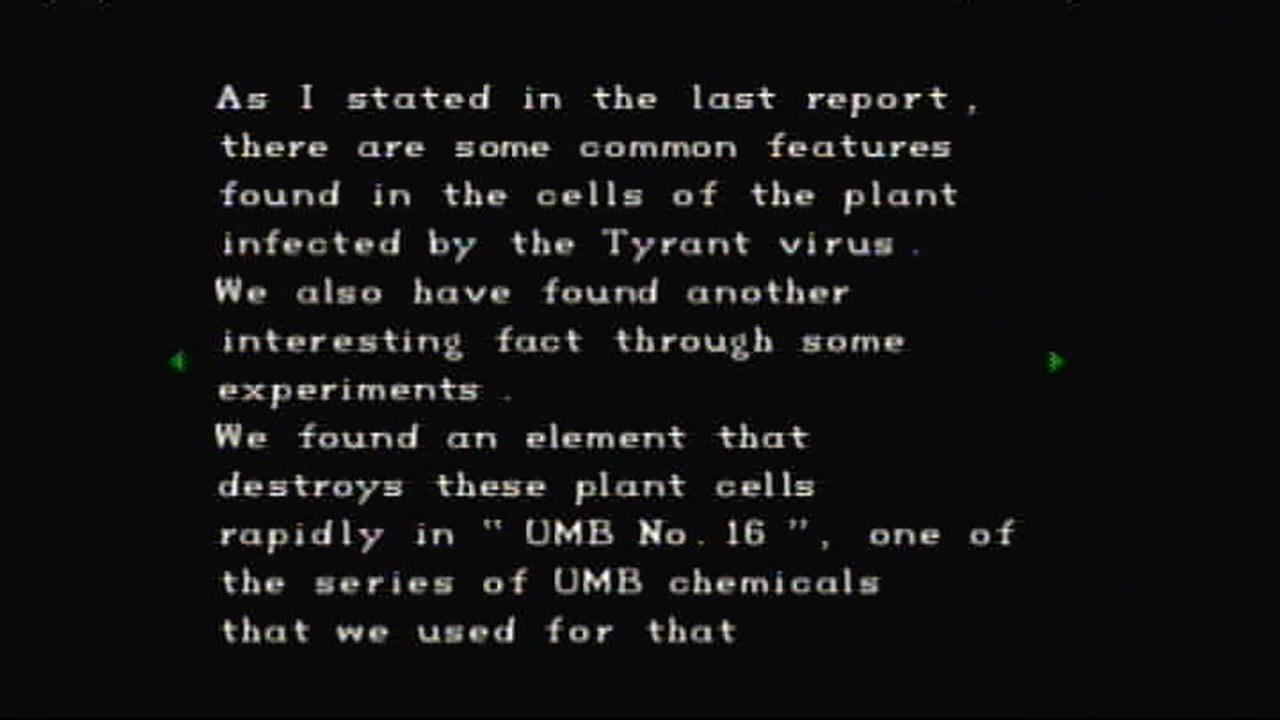 As I stated in the last report,
there are some common features
found in the cells of the plant
infected by the Tyrant virus.
We also have found another
interesting fact through some
experiments.
We found an element that
destroys these plant cells
rapidly in " UMB No.16 ", one of
the series of UMB chemicals
that we used for that